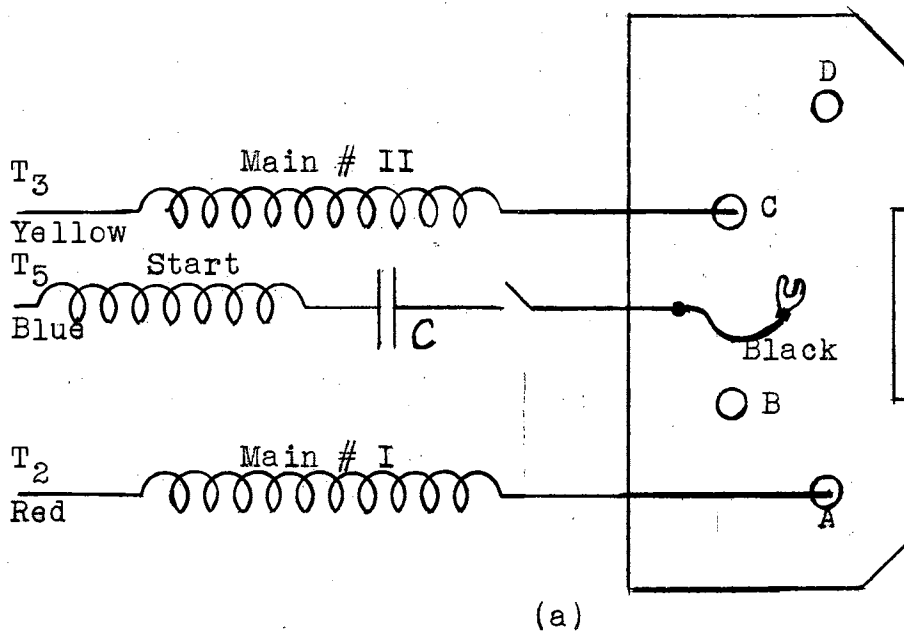 D
Main # II
T3
C
Yellow
Start
T5
Blue
C
Black
B
Main # I
T2
Red
A
(a)